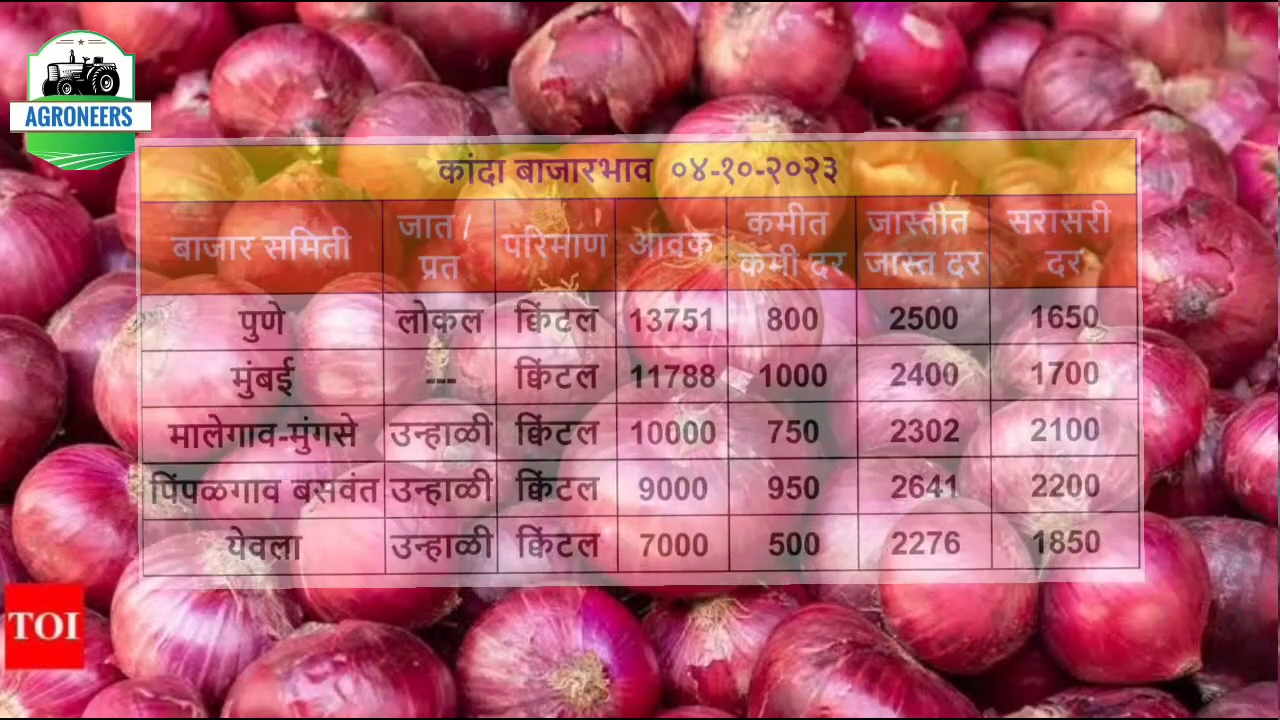 AGRONEERS
कांदा बाजारभाव ०४-१०-२०२३
बाजार समिती जात / प्रत परिमाण आवक कमीत कमी दर जास्तीत जास्त दर सरासरी दर
पुणे लोकल क्विंटल 13751 800 2500 1650
मुंबई --- क्विंटल 11788 1000 2400 1700
मालेगाव-मुंगसे उन्हाळी क्विंटल 10000 750 2302 2100
पिंपळगाव बसवंत उन्हाळी क्विंटल 9000 950 2641 2200
येवला उन्हाळी क्विंटल 7000 500 2276 1850
TOI